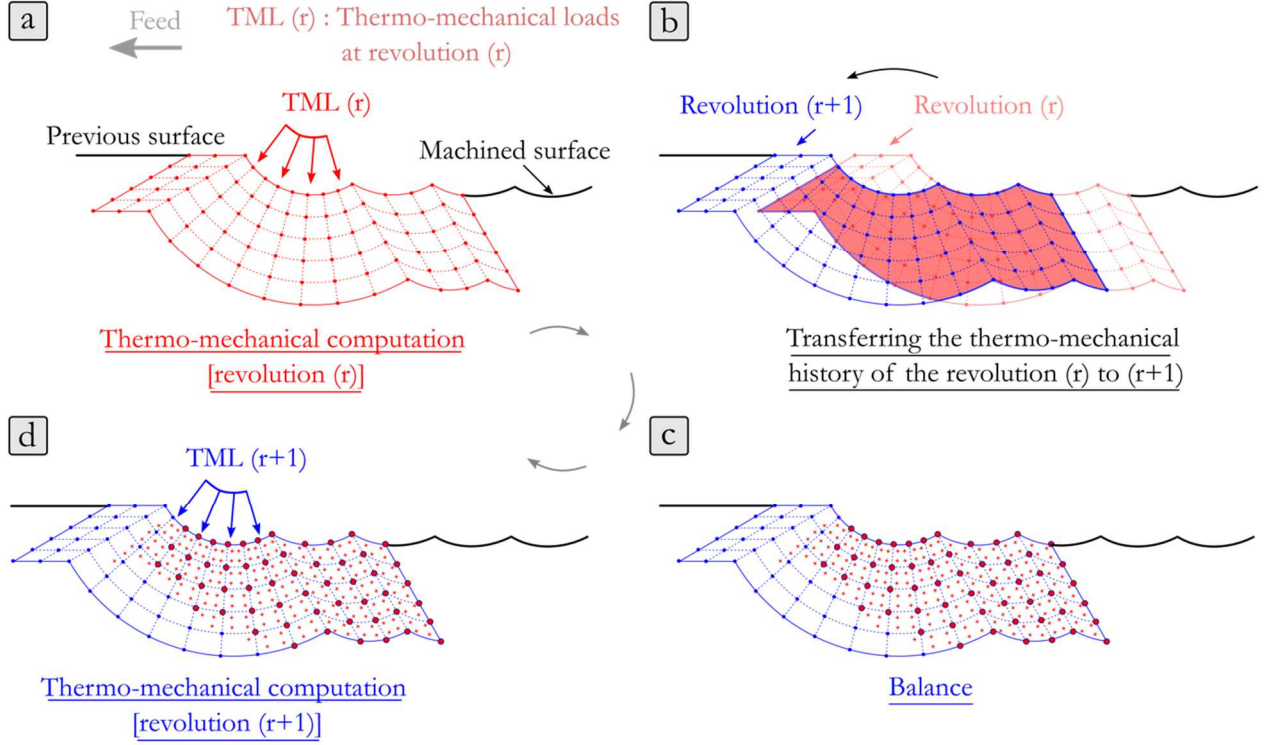 a
Feed
TML (r) : Thermo-mechanical loads
at revolution (r)
TML (r)
Previous surface
Machined surface
Thermo-mechanical computation
[revolution (r)]
b
Revolution (r+1)
Revolution (r)
Transferring the thermo-mechanical
history of the revolution (r) to (r+1)
d
TML (r+1)
Thermo-mechanical computation
[revolution (r+1)]
c
Balance